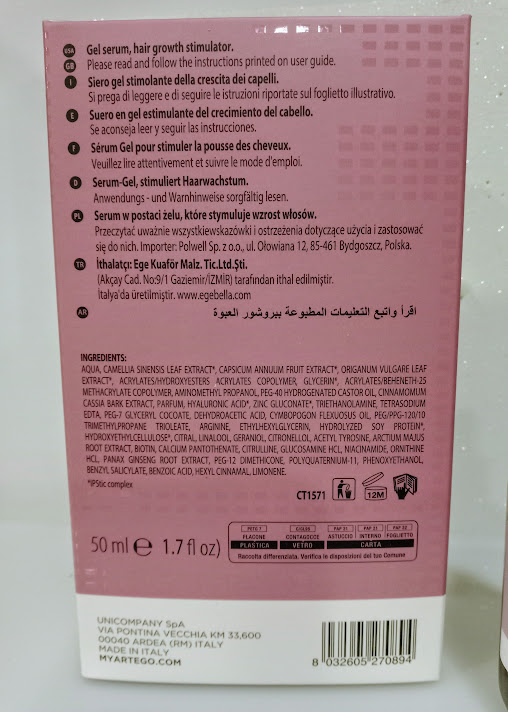 USA Gel serum, hair growth stimulator.
GB Please read and follow the instructions printed on user guide.
I Siero gel stimolante della crescita dei capelli.
Si prega di leggere e di seguire le istruzioni riportate sul foglietto illustrativo.
E Suero en gel estimulante del crecimiento del cabello.
Se aconseja leer y seguir las instrucciones.
F Sérum Gel pour stimuler la pousse des cheveux.
Veuillez lire attentivement et suivre le mode d'emploi.
D Serum-Gel, stimuliert Haarwachstum.
Anwendungs - und Warnhinweise sorgfältig lesen.
PL Serum w postaci żelu, które stymuluje wzrost włosów.
Przeczytać uważnie wszystkiewskazówki i ostrzeżenia dotyczące użycia i zastosować
się do nich. Importer: Polwell Sp. z o.o., ul. Ołowiana 12, 85-461 Bydgoszcz, Polska.
TR İthalatçı: Ege Kuaför Malz. Tic.Ltd.Şti.
(Akçay Cad. No:9/1 Gaziemir/İZMİR) tarafından ithal edilmiştir.
İtalya'da üretilmiştir. www.egebella.com
AR اقرأ واتبع التعليمات المطبوعة ببروشور العبوة
INGREDIENTS:
AQUA, CAMELLIA SINENSIS LEAF EXTRACT*, CAPSICUM ANNUUM FRUIT EXTRACT*, ORIGANUM VULGARE LEAF
EXTRACT*, ACRYLATES/HYDROXYESTERS ACRYLATES COPOLYMER, GLYCERIN*, ACRYLATES/BEHENETH-25
METHACRYLATE COPOLYMER, AMINOMETHYL PROPANOL, PEG-40 HYDROGENATED CASTOR OIL, CINNAMOMUM
CASSIA BARK EXTRACT, PARFUM, HYALURONIC ACID*, ZINC GLUCONATE*, TRIETHANOLAMINE, TETRASODIUM
EDTA, PEG-7 GLYCERYL COCOATE, DEHYDROACETIC ACID, CYMBOPOGON FLEXUOSUS OIL, PEG/PPG-120/10
TRIMETHYLPROPANE TRIOLEATE, ARGININE, ETHYLHEXYLGLYCERIN, HYDROLYZED SOY PROTEIN*,
HYDROXYETHYLCELLULOSE*, CITRAL, LINALOOL, GERANIOL, CITRONELLOL, ACETYL TYROSINE, ARCTIUM MAJUS
ROOT EXTRACT, BIOTIN, CALCIUM PANTOTHENATE, CITRULLINE, GLUCOSAMINE HCL, NIACINAMIDE, ORNITHINE
HCL, PANAX GINSENG ROOT EXTRACT, PEG-12 DIMETHICONE, POLYQUATERNIUM-11, PHENOXYETHANOL,
BENZYL SALICYLATE, BENZOIC ACID, HEXYL CINNAMAL, LIMONENE.
*IPStic complex
CT1571 12M
PETG 7 C/GL65 PAP 21 PAP 21 PAP 22
FLACONE CONTAGOCCE ASTUCCIO INTERNO FOGLIETTO
PLASTICA VETRO CARTA
Raccolta differenziata. Verifica le disposizioni del tuo Comune
50 ml e 1.7 fl oz)
UNICOMPANY SpA
VIA PONTINA VECCHIA KM 33,600
00040 ARDEA (RM) ITALY
MADE IN ITALY
MYARTEGO.COM
8 032605 270894